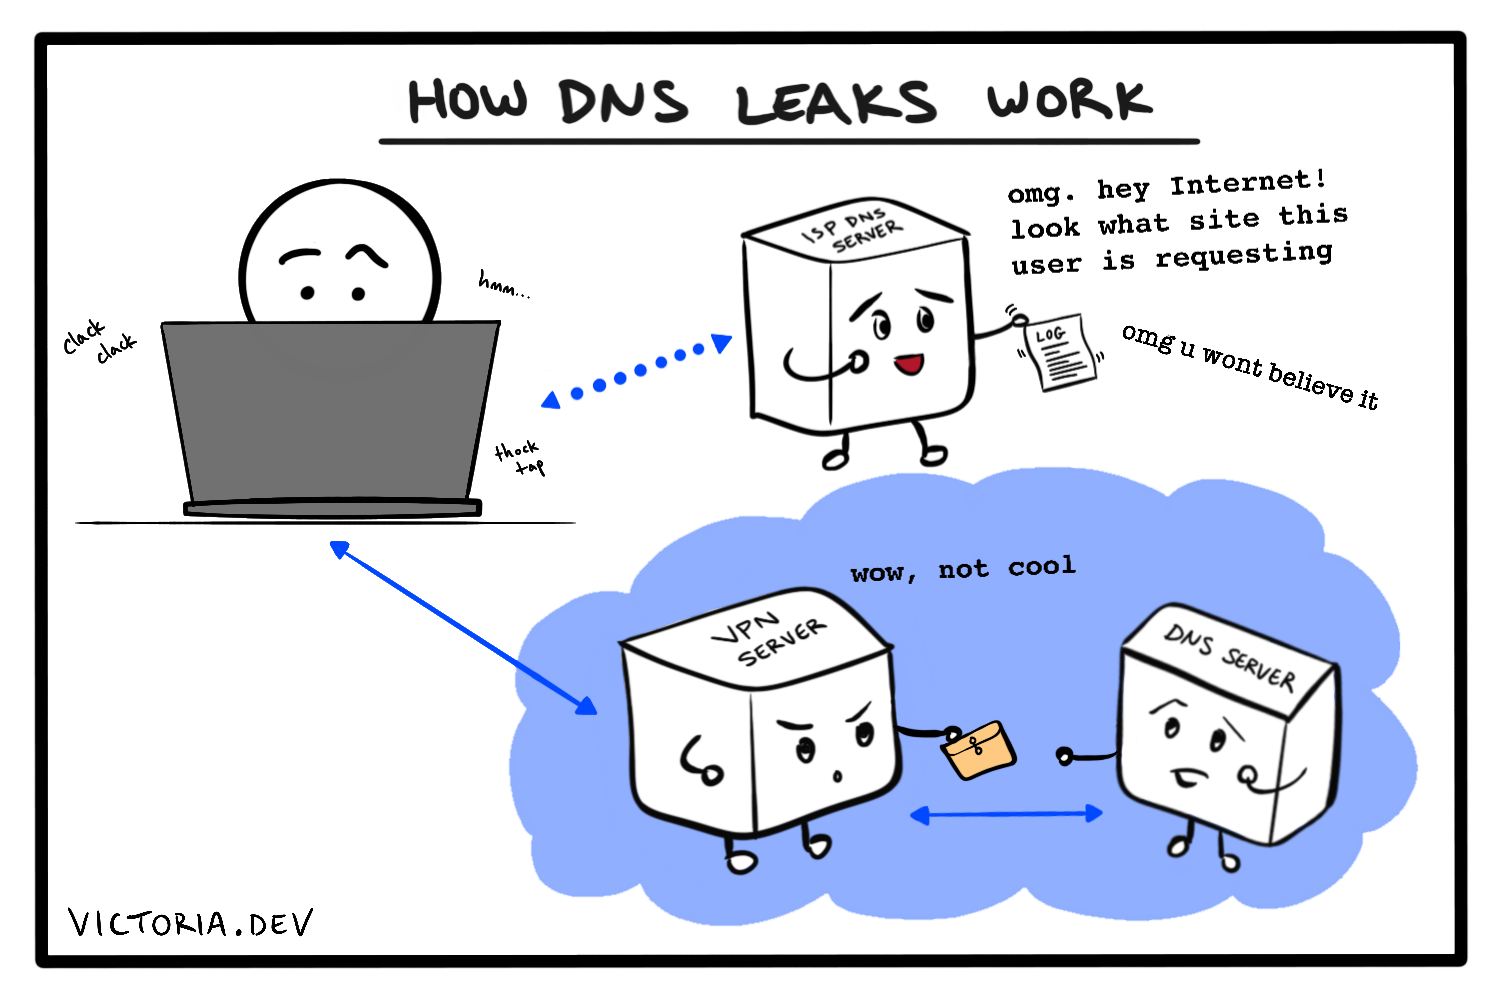 HOW DNS LEAKS WORK
omg. hey Internet!
look what site this
user is requesting
ISP DNS
SERVER
hmm...
clack
clack
LOG
omg u wont believe it
thock
tap
wow, not cool
VPN
SERVER
DNS SERVER
VICTORIA.DEV